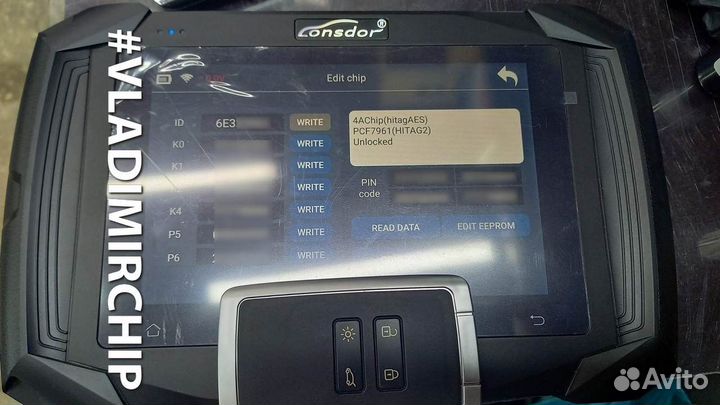 Lonsdor®
#VLADIMIRCHIP
Edit chip
ID 6E3 WRITE
4AChip(hitagAES)
PCF7961(HITAG2)
Unlocked
K0 WRITE
K1 WRITE
WRITE
PIN
code
K4 WRITE
P5 WRITE
READ DATA EDIT EEPROM
P6 WRITE
Avito